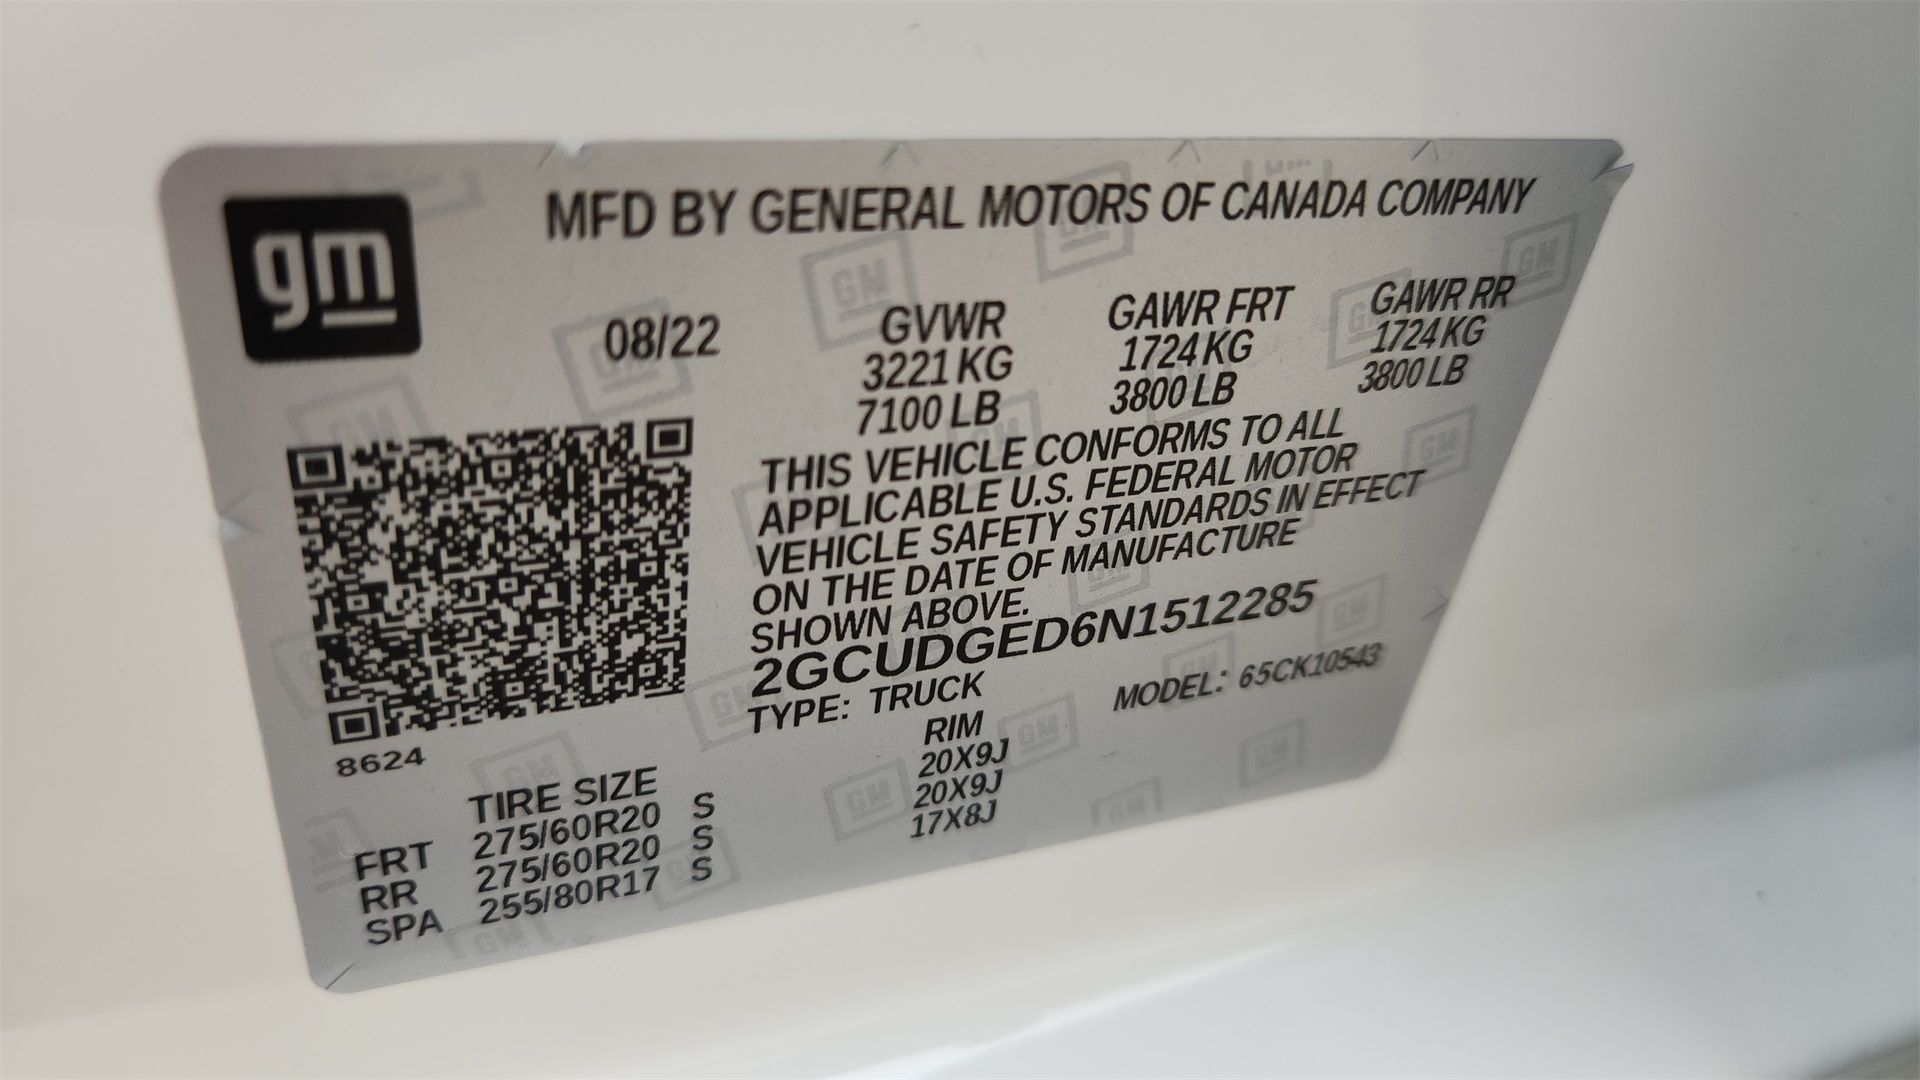 gm
MFD BY GENERAL MOTORS OF CANADA COMPANY
08/22
GVWR
3221 KG
7100 LB
GAWR FRT
1724 KG
3800 LB
GAWR RR
1724 KG
3800 LB
THIS VEHICLE CONFORMS TO ALL
APPLICABLE U.S. FEDERAL MOTOR
VEHICLE SAFETY STANDARDS IN EFFECT
ON THE DATE OF MANUFACTURE
SHOWN ABOVE.
2GCUDGED6N1512285
TYPE: TRUCK
MODEL: 65CK10543
8624
TIRE SIZE RIM
FRT 275/60R20 S 20X9J
RR 275/60R20 S 20X9J
SPA 255/80R17 S 17X8J